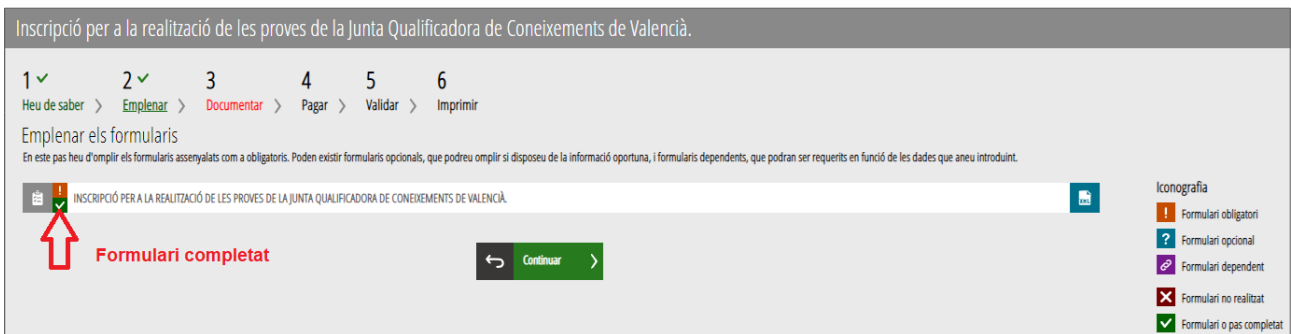 Inscripció per a la realització de les proves de la Junta Qualificadora de Coneixements de Valencià.
1 2 3 4 5 6
Heu de saber > Emplenar > Documentar > Pagar > Validar > Imprimir
Emplenar els formularis
En este pas heu d'omplir els formularis assenyalats com a obligatoris. Poden existir formularis opcionals, que podreu omplir si disposeu de la informació oportuna, i formularis dependents, que podran ser requerits en funció de les dades que aneu introduint.
INSCRIPCIÓ PER A LA REALITZACIÓ DE LES PROVES DE LA JUNTA QUALIFICADORA DE CONEIXEMENTS DE VALENCIÀ.
XML
Formulari completat
Continuar
Iconografia
! Formulari obligatori
? Formulari opcional
Formulari dependent
Formulari no realitzat
Formulari o pas completat